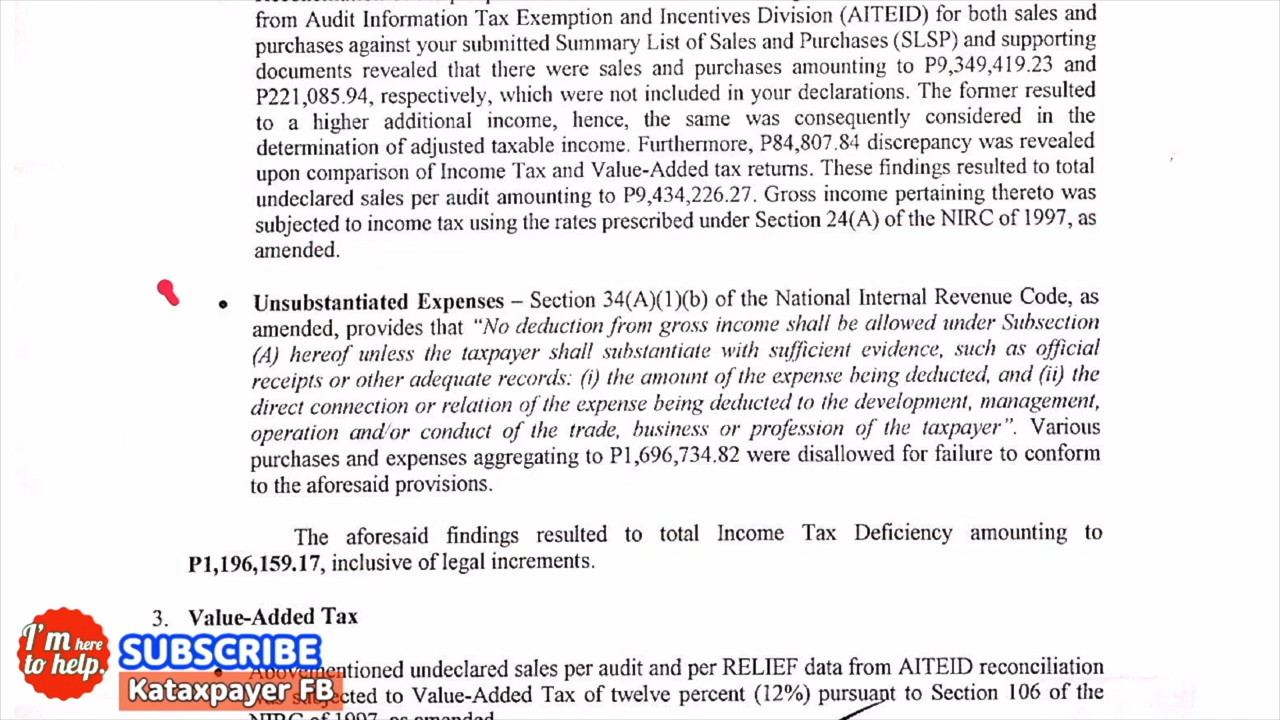 from Audit Information Tax Exemption and Incentives Division (AITEID) for both sales and
purchases against your submitted Summary List of Sales and Purchases (SLSP) and supporting
documents revealed that there were sales and purchases amounting to P9,349,419.23 and
P221,085.94, respectively, which were not included in your declarations. The former resulted
to a higher additional income, hence, the same was consequently considered in the
determination of adjusted taxable income. Furthermore, P84,807.84 discrepancy was revealed
upon comparison of Income Tax and Value-Added tax returns. These findings resulted to total
undeclared sales per audit amounting to P9,434,226.27. Gross income pertaining thereto was
subjected to income tax using the rates prescribed under Section 24(A) of the NIRC of 1997, as
amended.
• Unsubstantiated Expenses – Section 34(A)(1)(b) of the National Internal Revenue Code, as
amended, provides that "No deduction from gross income shall be allowed under Subsection
(A) hereof unless the taxpayer shall substantiate with sufficient evidence, such as official
receipts or other adequate records: (i) the amount of the expense being deducted, and (ii) the
direct connection or relation of the expense being deducted to the development, management,
operation and/or conduct of the trade, business or profession of the taxpayer". Various
purchases and expenses aggregating to P1,696,734.82 were disallowed for failure to conform
to the aforesaid provisions.
The aforesaid findings resulted to total Income Tax Deficiency amounting to
P1,196,159.17, inclusive of legal increments.
3. Value-Added Tax
mentioned undeclared sales per audit and per RELIEF data from AITEID reconciliation
to Value-Added Tax of twelve percent (12%) pursuant to Section 106 of the
of 1997, as amended.
I'm here
to help.
SUBSCRIBE
Kataxpayer FB